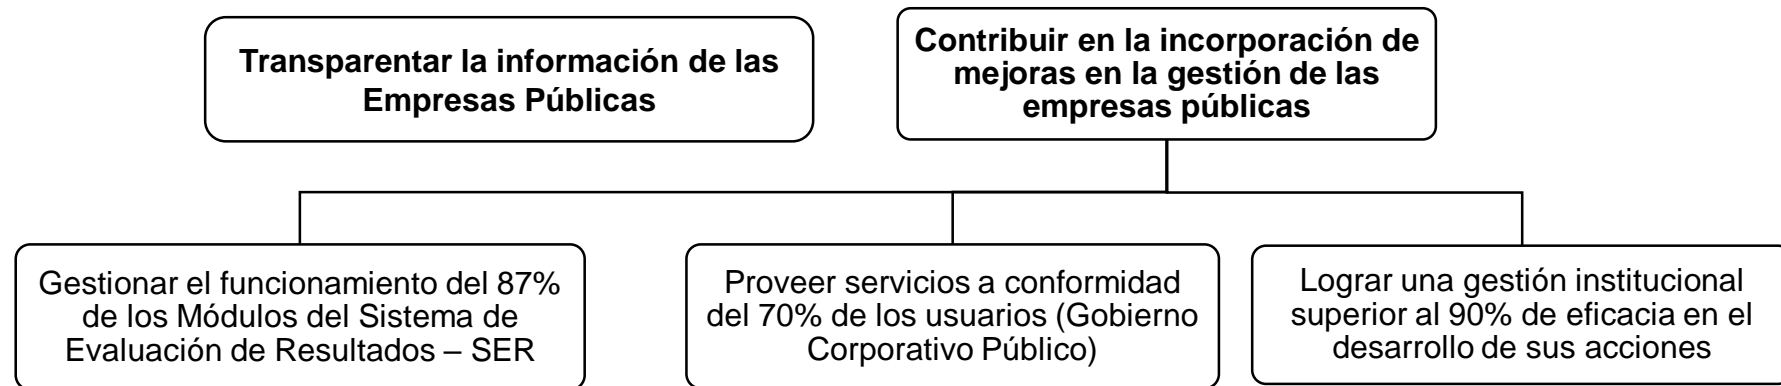 Transparentar la información de las
Empresas Públicas
Contribuir en la incorporación de
mejoras en la gestión de las
empresas públicas
Gestionar el funcionamiento del 87%
de los Módulos del Sistema de
Evaluación de Resultados – SER
Proveer servicios a conformidad
del 70% de los usuarios (Gobierno
Corporativo Público)
Lograr una gestión institucional
superior al 90% de eficacia en el
desarrollo de sus acciones